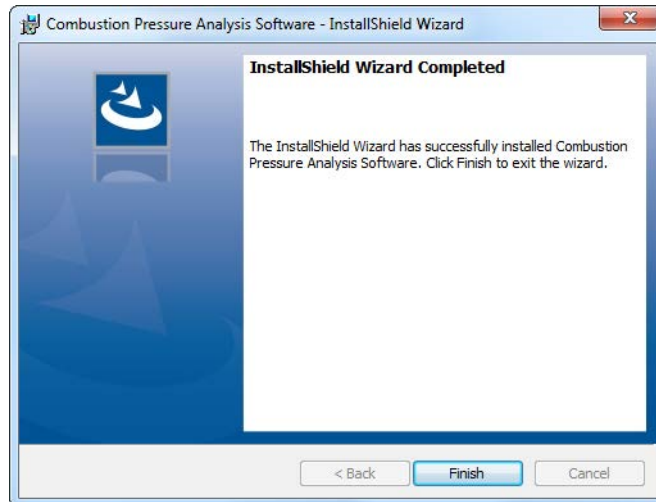 Combustion Pressure Analysis Software - InstallShield Wizard
InstallShield Wizard Completed
The InstallShield Wizard has successfully installed Combustion
Pressure Analysis Software. Click Finish to exit the wizard.
< Back Finish Cancel